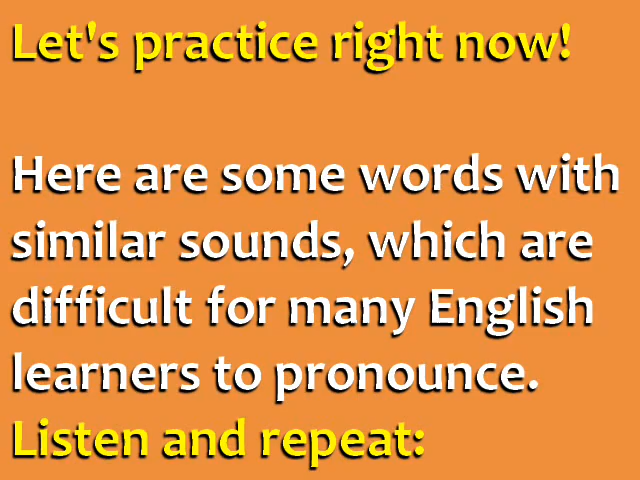 Let's practice right now!
Here are some words with
similar sounds, which are
difficult for many English
learners to pronounce.
Listen and repeat: